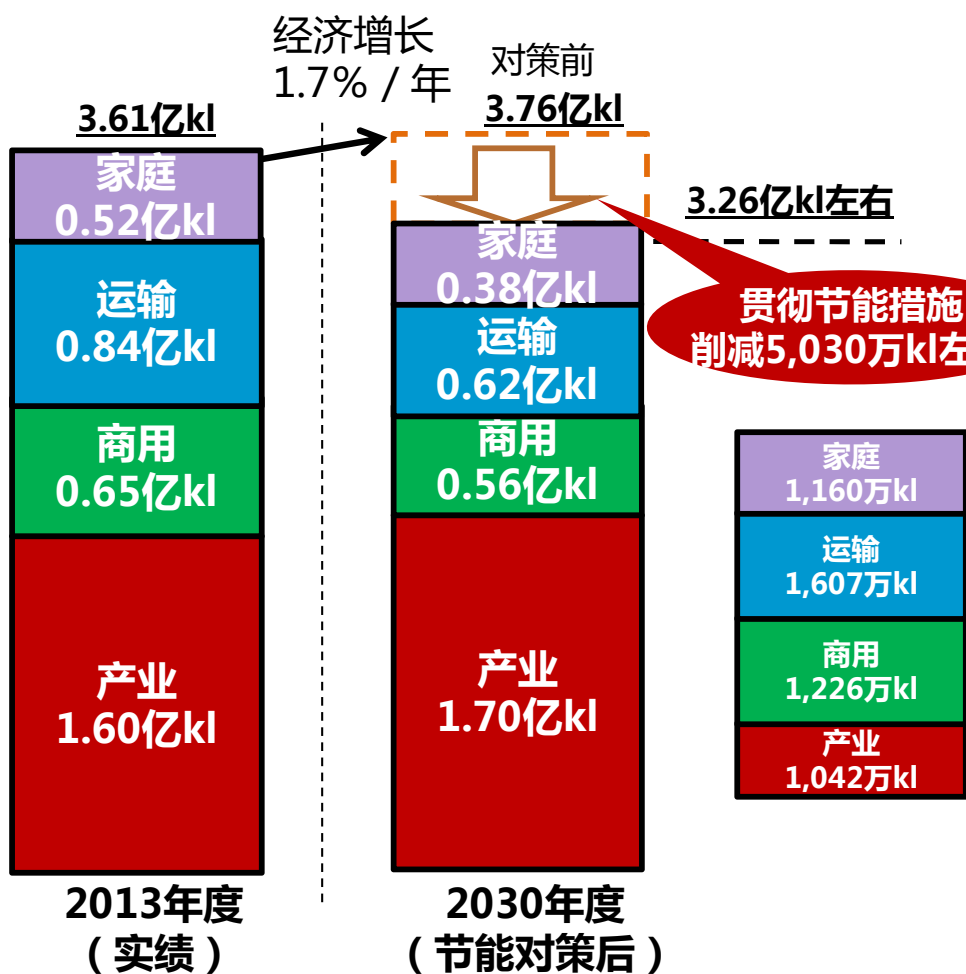 经济增长
1.7% / 年
对策前
3.61亿kl
3.76亿kl
3.26亿kl左右
家庭
0.52亿kl
运输
0.84亿kl
商用
0.65亿kl
产业
1.60亿kl
家庭
0.38亿kl
运输
0.62亿kl
商用
0.56亿kl
产业
1.70亿kl
贯彻节能措施
削减5,030万kl左
家庭
1,160万kl
运输
1,607万kl
商用
1,226万kl
产业
1,042万kl
2013年度
（实绩）
2030年度
（节能对策后）